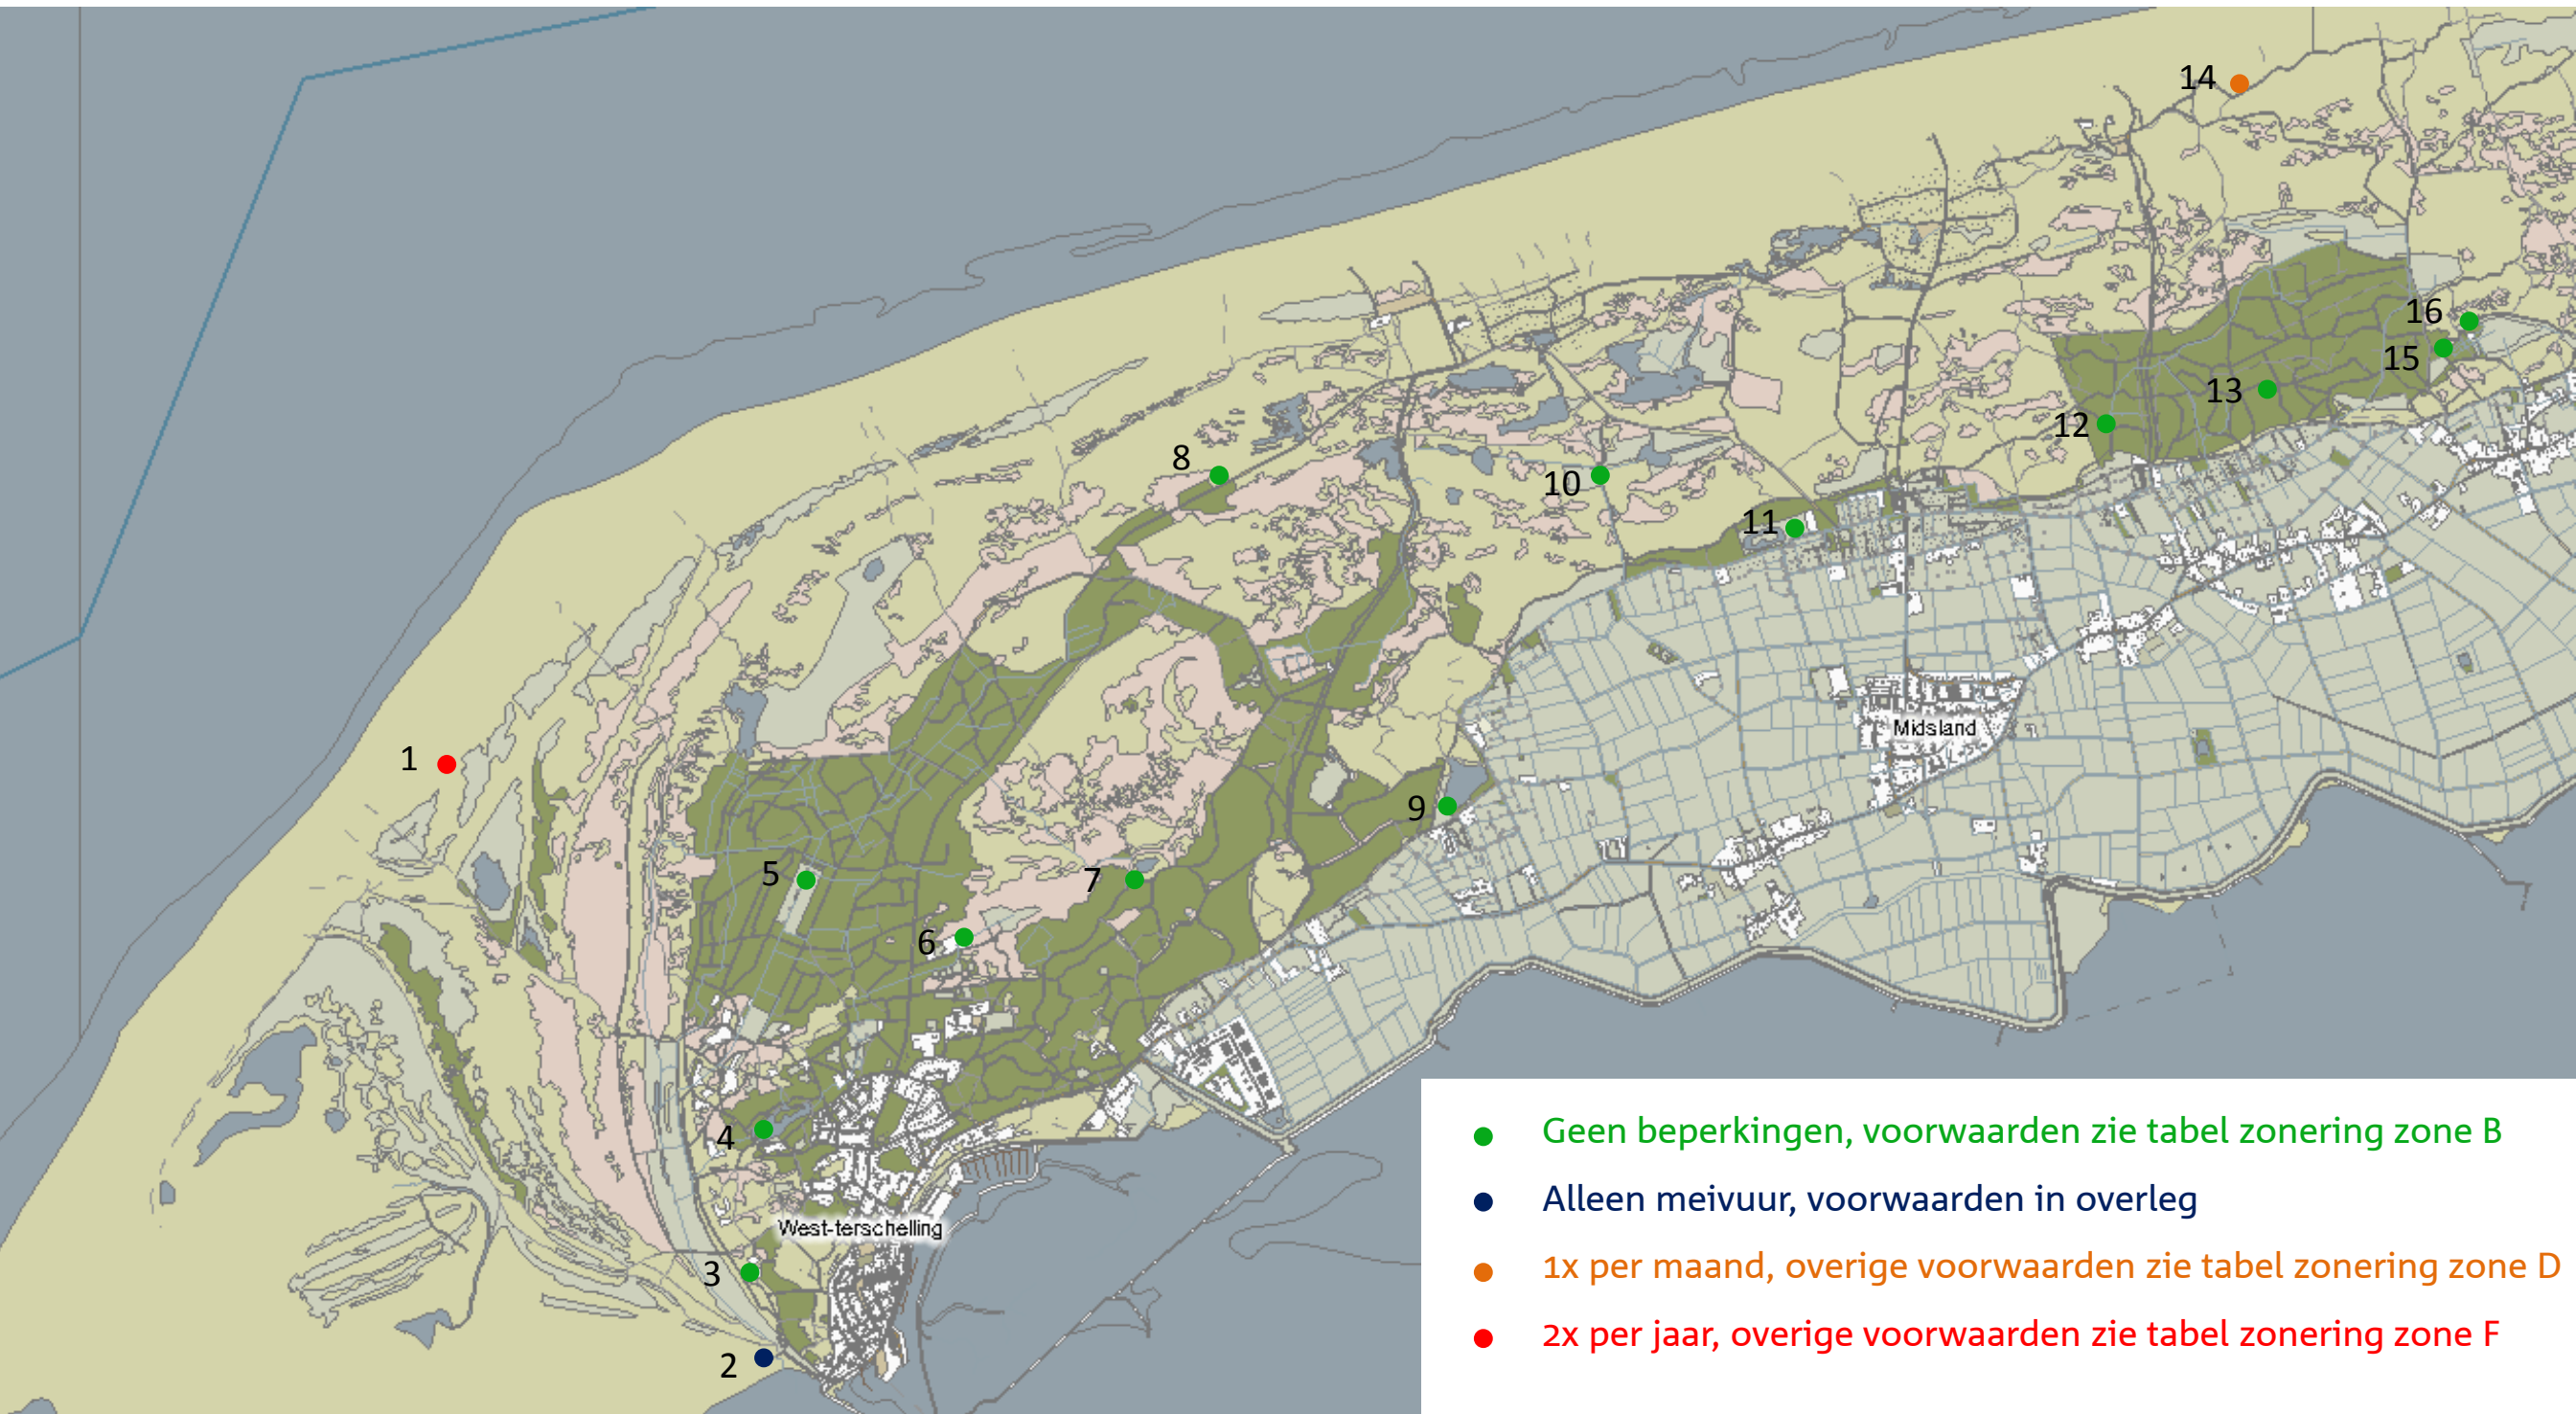 14
16
15
13
12
8
10
11
Midsland
1
9
5
7
6
4
West-terschelling
3
2
Geen beperkingen, voorwaarden zie tabel zonering zone B
Alleen meivuur, voorwaarden in overleg
1x per maand, overige voorwaarden zie tabel zonering zone D
2x per jaar, overige voorwaarden zie tabel zonering zone F